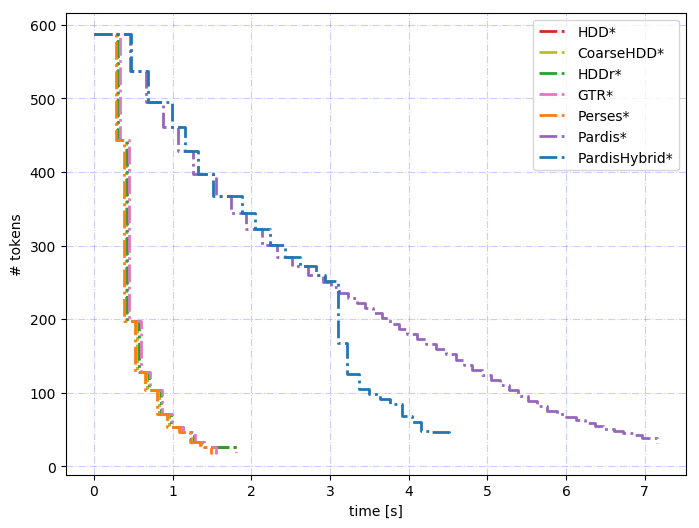 600
500
400
300
200
100
0
# tokens
0 1 2 3 4 5 6 7
time [s]
HDD*
CoarseHDD*
HDDr*
GTR*
Perses*
Pardis*
PardisHybrid*